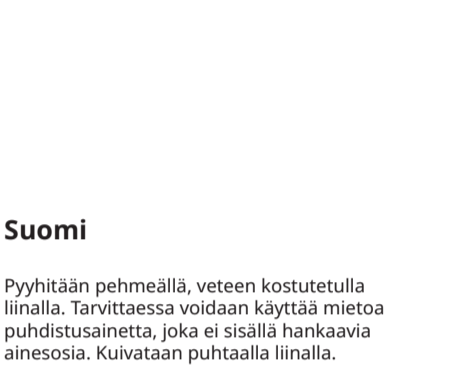 Suomi
Pyyhitään pehmeällä, veteen kostutetulla
liinalla. Tarvittaessa voidaan käyttää mietoa
puhdistusainetta, joka ei sisällä hankaavia
ainesosia. Kuivataan puhtaalla liinalla.